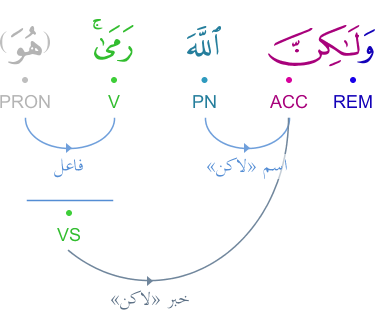 وَلَـٰكِنَّ ٱللَّهَ رَمَىٰ ۚ (هُوَ)
REM ACC PN V PRON
اسم «لاكن» فاعل
VS
خبر «لاكن»